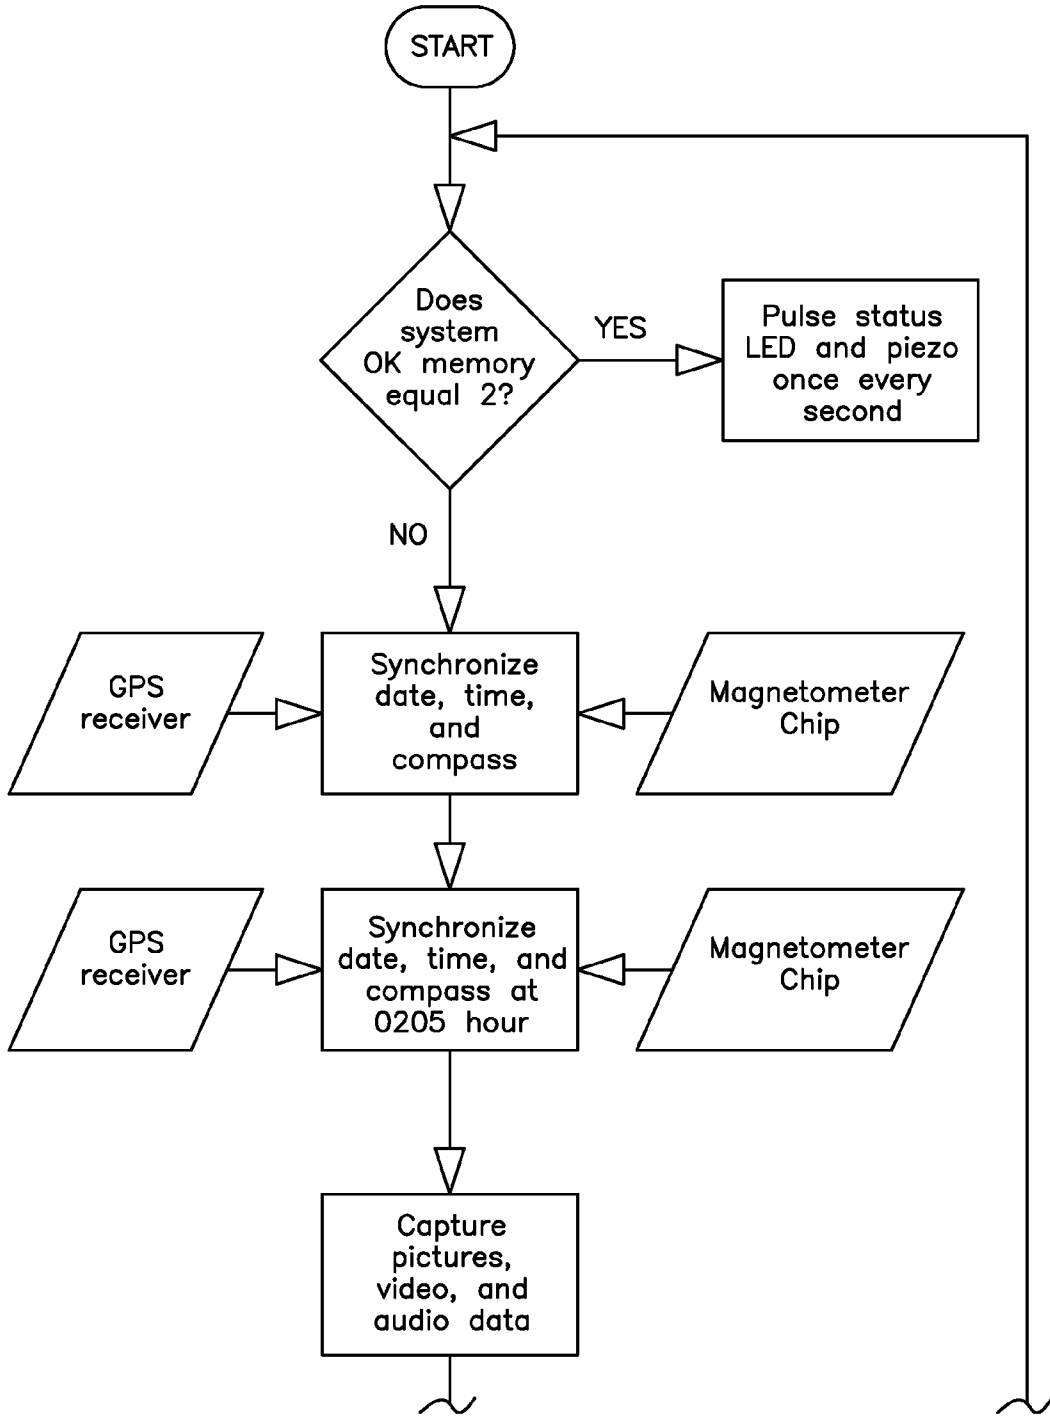 START
Does
system
OK memory
equal 2?
YES
Pulse status
LED and piezo
once every
second
NO
GPS
receiver
Synchronize
date, time,
and
compass
Magnetometer
Chip
GPS
receiver
Synchronize
date, time, and
compass at
0205 hour
Magnetometer
Chip
Capture
pictures,
video, and
audio data